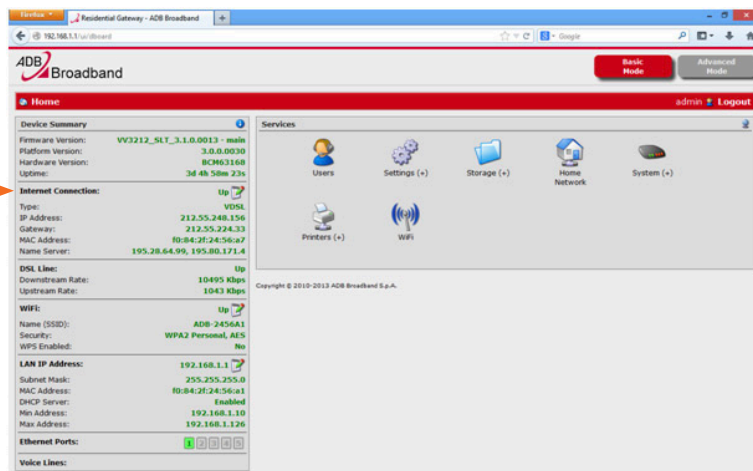 Firefox
Residential Gateway - ADB Broadband
192.168.1.1/ui/dboard
Google
ADB Broadband
Basic Mode
Advanced Mode
Home
admin Logout
Device Summary
Firmware Version: VV3212_SLT_3.1.0.0013 - main
Platform Version: 3.0.0.0030
Hardware Version: BCM63168
Uptime: 3d 4h 58m 23s
Internet Connection: Up
Type: VDSL
IP Address: 212.55.248.156
Gateway: 212.55.224.33
MAC Address: f0:84:2f:24:56:a7
Name Server: 195.28.64.99, 195.80.171.4
DSL Line: Up
Downstream Rate: 10495 Kbps
Upstream Rate: 1043 Kbps
WiFi: Up
Name (SSID): ADB-2456A1
Security: WPA2 Personal, AES
WPS Enabled: No
LAN IP Address: 192.168.1.1
Subnet Mask: 255.255.255.0
MAC Address: f0:84:2f:24:56:a1
DHCP Server: Enabled
Min Address: 192.168.1.10
Max Address: 192.168.1.126
Ethernet Ports: 1 2 3 4 5
Voice Lines:
Services
Users
Settings (+)
Storage (+)
Home Network
System (+)
Printers (+)
WiFi
Copyright © 2010-2013 ADB Broadband S.p.A.